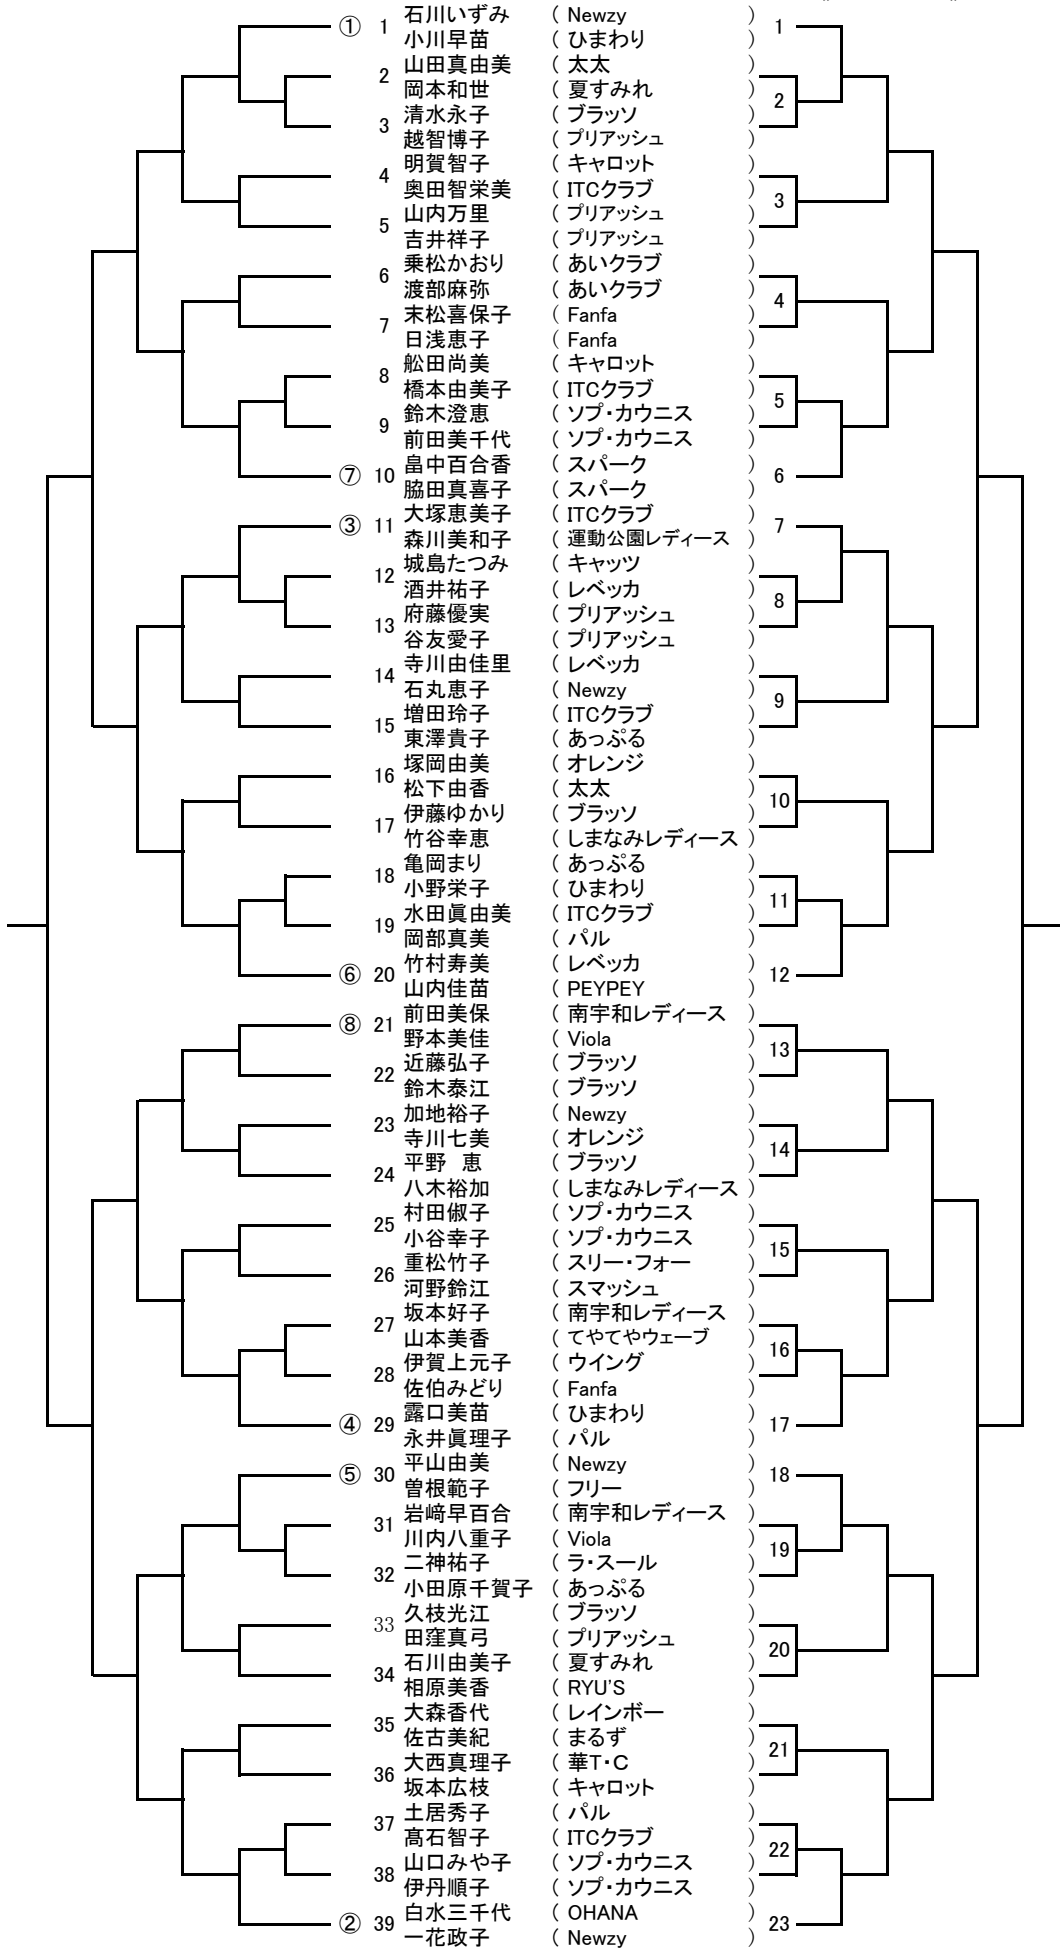 ① 1 石川いずみ ( Newzy ) 1
小川早苗 ( ひまわり )
2 山田真由美 ( 太太 )
岡本和世 ( 夏すみれ ) 2
3 清水永子 ( ブラッソ )
越智博子 ( プリアッシュ )
4 明賀智子 ( キャロット )
奥田智栄美 ( ITCクラブ ) 3
5 山内万里 ( プリアッシュ )
吉井祥子 ( プリアッシュ )
6 乗松かおり ( あいクラブ )
渡部麻弥 ( あいクラブ ) 4
7 末松喜保子 ( Fanfa )
日浅恵子 ( Fanfa )
8 舩田尚美 ( キャロット )
橋本由美子 ( ITCクラブ ) 5
9 鈴木澄恵 ( ソプ・カウニス )
前田美千代 ( ソプ・カウニス )
⑦ 10 畠中百合香 ( スパーク ) 6
脇田真喜子 ( スパーク )
③ 11 大塚恵美子 ( ITCクラブ ) 7
森川美和子 ( 運動公園レディース )
12 城島たつみ ( キャッツ )
酒井祐子 ( レベッカ ) 8
13 府藤優実 ( プリアッシュ )
谷友愛子 ( プリアッシュ )
14 寺川由佳里 ( レベッカ )
石丸恵子 ( Newzy ) 9
15 増田玲子 ( ITCクラブ )
東澤貴子 ( あっぷる )
16 塚岡由美 ( オレンジ )
松下由香 ( 太太 ) 10
17 伊藤ゆかり ( ブラッソ )
竹谷幸恵 ( しまなみレディース )
18 亀岡まり ( あっぷる )
小野栄子 ( ひまわり ) 11
19 水田眞由美 ( ITCクラブ )
岡部真美 ( パル )
⑥ 20 竹村寿美 ( レベッカ ) 12
山内佳苗 ( PEYPEY )
⑧ 21 前田美保 ( 南宇和レディース )
野本美佳 ( Viola ) 13
22 近藤弘子 ( ブラッソ )
鈴木泰江 ( ブラッソ )
23 加地裕子 ( Newzy )
寺川七美 ( オレンジ ) 14
24 平野 恵 ( ブラッソ )
八木裕加 ( しまなみレディース )
25 村田俶子 ( ソプ・カウニス )
小谷幸子 ( ソプ・カウニス ) 15
26 重松竹子 ( スリー・フォー )
河野鈴江 ( スマッシュ )
27 坂本好子 ( 南宇和レディース )
山本美香 ( てやてやウェーブ ) 16
28 伊賀上元子 ( ウイング )
佐伯みどり ( Fanfa )
④ 29 露口美苗 ( ひまわり ) 17
永井眞理子 ( パル )
⑤ 30 平山由美 ( Newzy ) 18
曽根範子 ( フリー )
31 岩﨑早百合 ( 南宇和レディース )
川内八重子 ( Viola ) 19
32 二神祐子 ( ラ・スール )
小田原千賀子 ( あっぷる )
33 久枝光江 ( ブラッソ )
田窪真弓 ( プリアッシュ ) 20
34 石川由美子 ( 夏すみれ )
相原美香 ( RYU'S )
35 大森香代 ( レインボー )
佐古美紀 ( まるず ) 21
36 大西真理子 ( 華T・C )
坂本広枝 ( キャロット )
37 土居秀子 ( パル )
髙石智子 ( ITCクラブ ) 22
38 山口みや子 ( ソプ・カウニス )
伊丹順子 ( ソプ・カウニス )
② 39 白水三千代 ( OHANA ) 23
一花政子 ( Newzy )